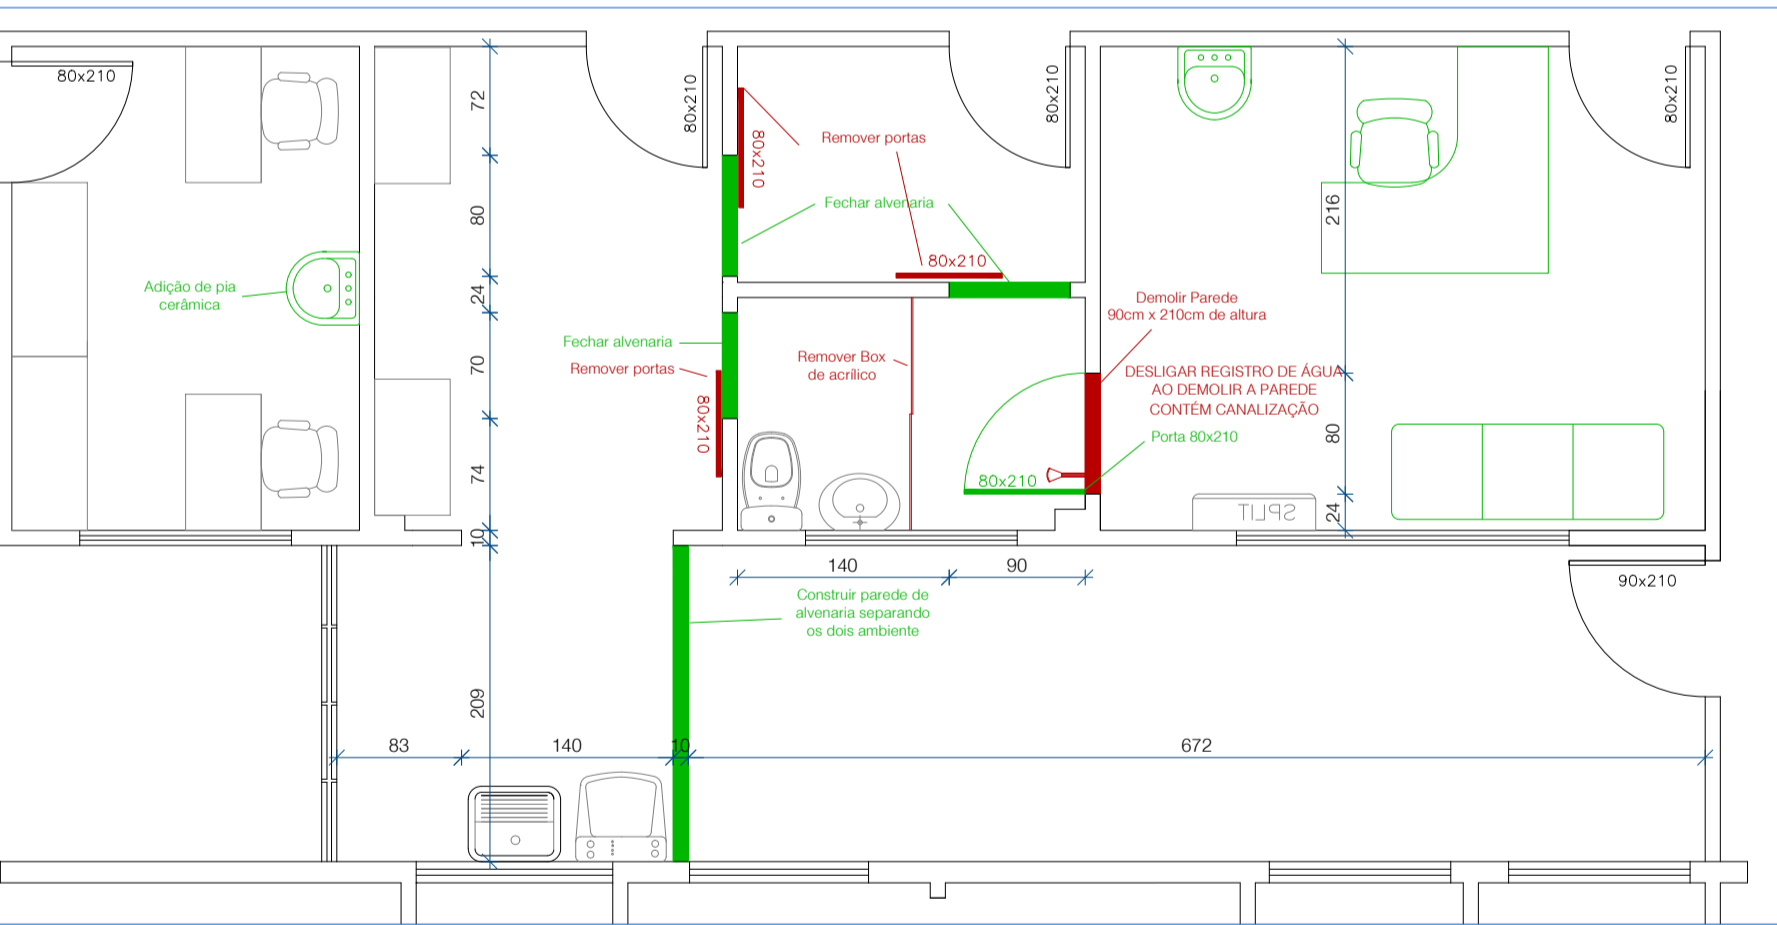 80x210
72
80x210
80x210
Remover portas
80x210
80x210
80x210
Fechar alvenaria
80
216
80x210
Adição de pia
cerâmica
24
Demolir Parede
90cm x 210cm de altura
Fechar alvenaria
Remover portas
70
Remover Box
de acrílico
DESLIGAR REGISTRO DE ÁGUA
AO DEMOLIR A PAREDE
CONTÉM CANALIZAÇÃO
80x210
Porta 80x210
80
74
80x210
SPLIT
24
10
140
90
90x210
Construir parede de
alvenaria separando
os dois ambiente
209
83
140
10
672